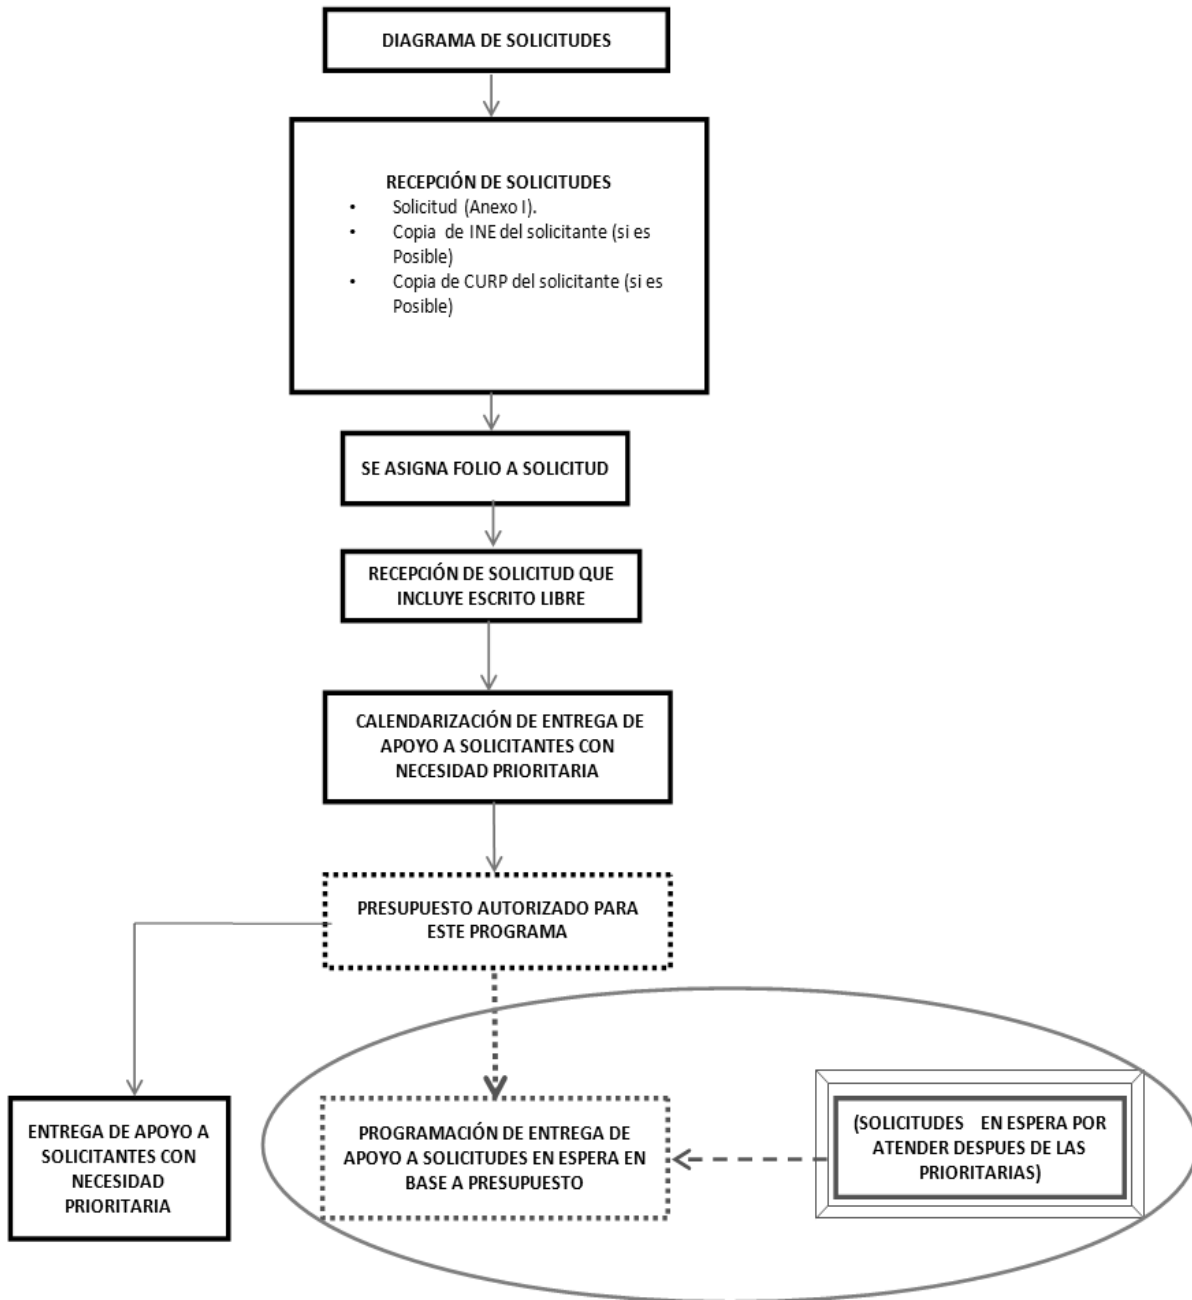 DIAGRAMA DE SOLICITUDES
RECEPCIÓN DE SOLICITUDES
• Solicitud (Anexo I).
• Copia de INE del solicitante (si es
Posible)
• Copia de CURP del solicitante (si es
Posible)
SE ASIGNA FOLIO A SOLICITUD
RECEPCIÓN DE SOLICITUD QUE
INCLUYE ESCRITO LIBRE
CALENDARIZACIÓN DE ENTREGA DE
APOYO A SOLICITANTES CON
NECESIDAD PRIORITARIA
PRESUPUESTO AUTORIZADO PARA
ESTE PROGRAMA
ENTREGA DE APOYO A
SOLICITANTES CON
NECESIDAD
PRIORITARIA
PROGRAMACIÓN DE ENTREGA DE
APOYO A SOLICITUDES EN ESPERA EN
BASE A PRESUPUESTO
(SOLICITUDES EN ESPERA POR
ATENDER DESPUES DE LAS
PRIORITARIAS)